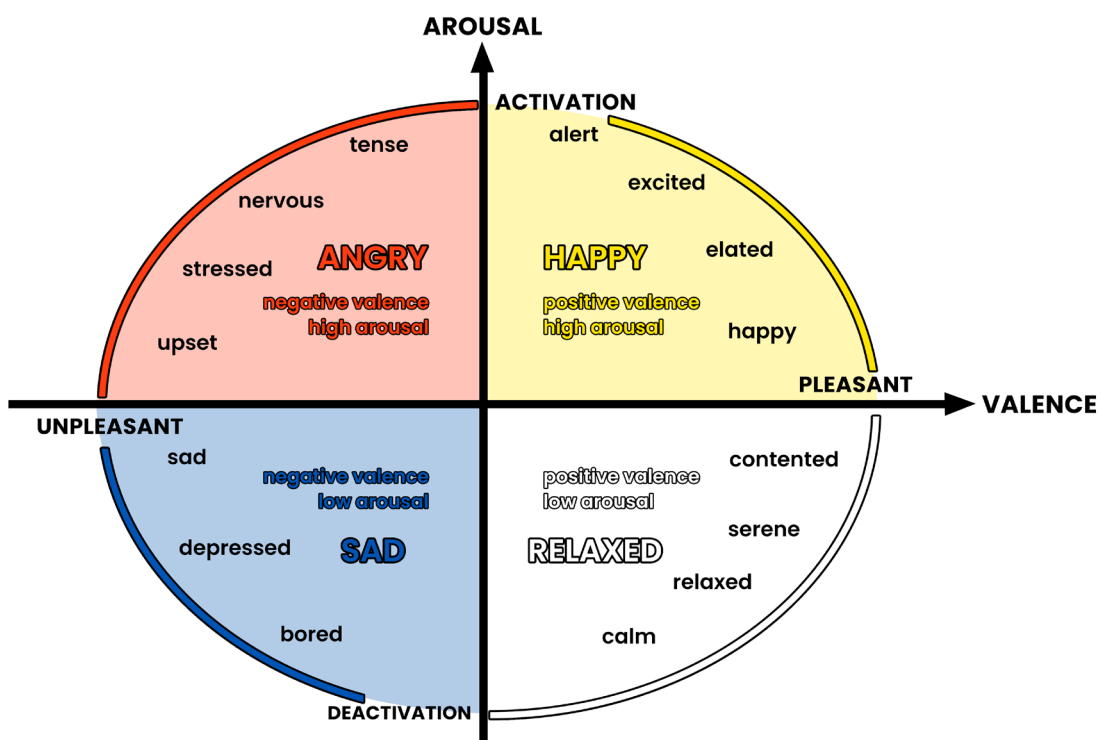 AROUSAL
ACTIVATION
tense
alert
nervous
excited
stressed
ANGRY
HAPPY
elated
negative valence
high arousal
positive valence
high arousal
upset
happy
PLEASANT
VALENCE
UNPLEASANT
sad
negative valence
low arousal
positive valence
low arousal
contented
depressed
SAD
RELAXED
serene
relaxed
bored
calm
DEACTIVATION